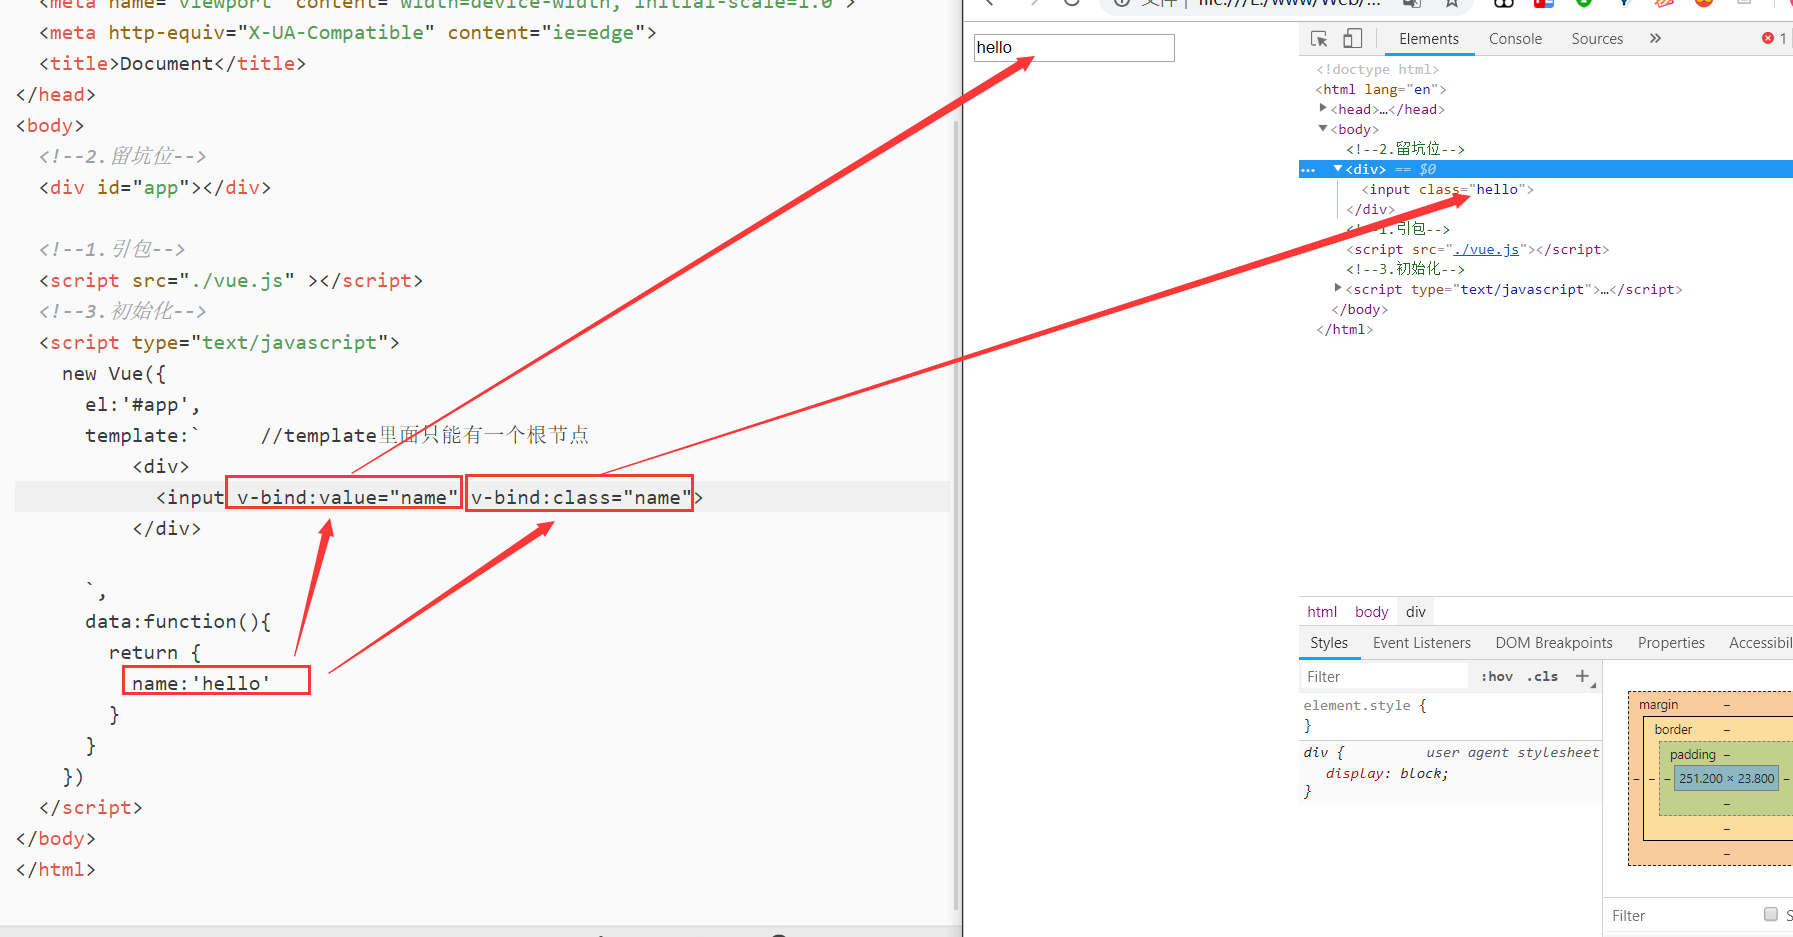 <meta name="viewport" content="width=device-width, initial-scale=1.0">
<meta http-equiv="X-UA-Compatible" content="ie=edge">
<title>Document</title>
</head>
<body>
<!--2.留坑位-->
<div id="app"></div>
<!--1.引包-->
<script src="./vue.js" ></script>
<!--3.初始化-->
<script type="text/javascript">
new Vue({
el:'#app',
template:` //template里面只能有一个根节点
<div>
<input v-bind:value="name" v-bind:class="name">
</div>
`,
data:function(){
return {
name:'hello'
}
}
})
</script>
</body>
</html>
hello
Elements Console Sources » 1
<!doctype html>
<html lang="en">
<head>…</head>
<body>
<!--2.留坑位-->
<div> == $0
<input class="hello">
</div>
<!--1.引包-->
<script src="./vue.js"></script>
<!--3.初始化-->
<script type="text/javascript">…</script>
</body>
</html>
html body div
Styles Event Listeners DOM Breakpoints Properties Accessibil
Filter :hov .cls +
element.style {
}
div { user agent stylesheet
display: block;
}
margin –
border –
padding –
– – – 251.200 × 23.800 –
–
–
–
Filter S